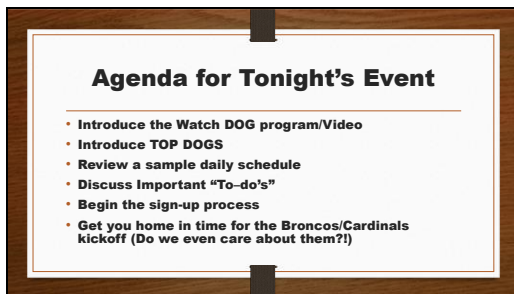 Agenda for Tonight’s Event
• Introduce the Watch DOG program/Video
• Introduce TOP DOGS
• Review a sample daily schedule
• Discuss Important “To–do’s”
• Begin the sign-up process
• Get you home in time for the Broncos/Cardinals
kickoff (Do we even care about them?!)